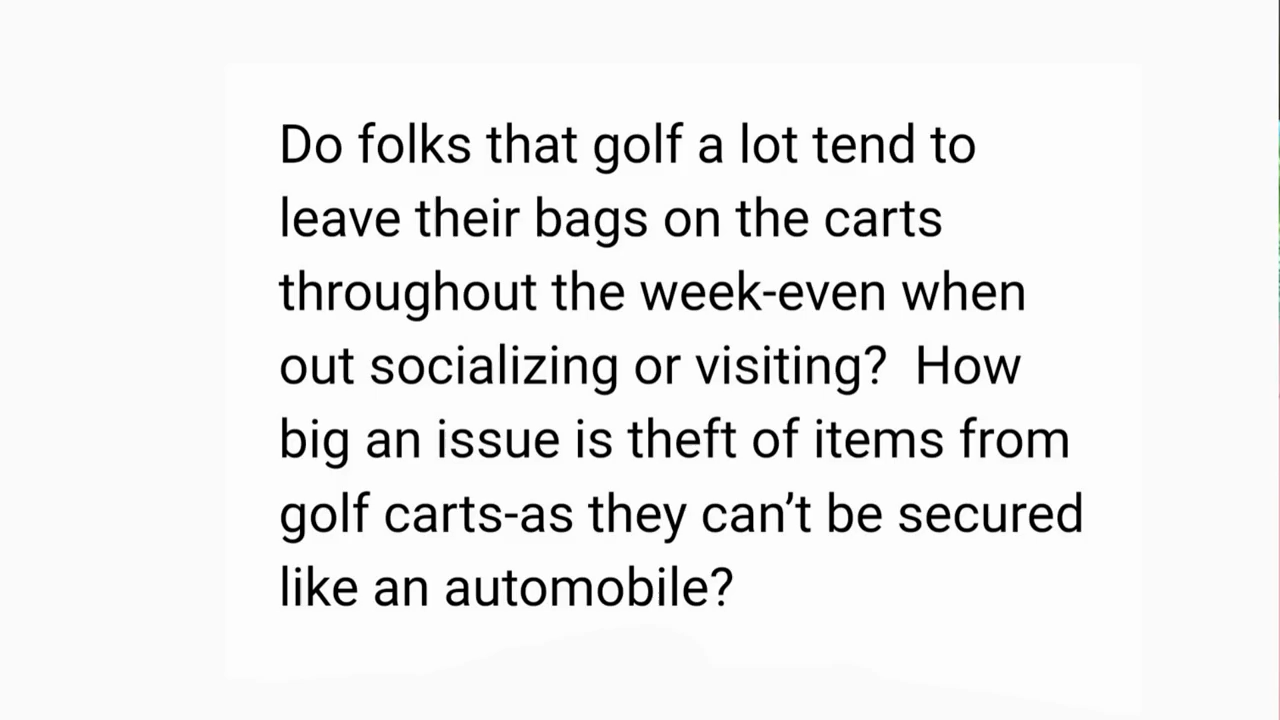 Do folks that golf a lot tend to
leave their bags on the carts
throughout the week-even when
out socializing or visiting?  How
big an issue is theft of items from
golf carts-as they can’t be secured
like an automobile?